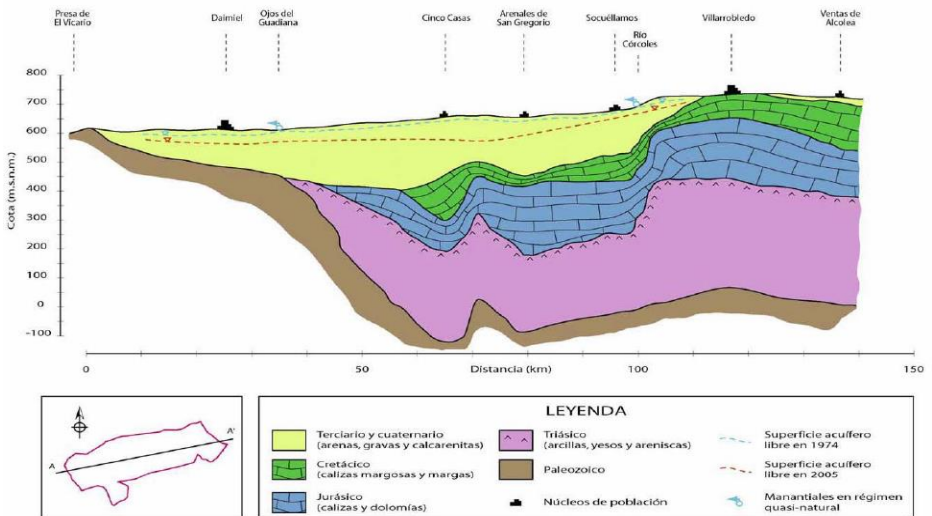 Presa de
El Vicario
Daimiel
Ojos del
Guadiana
Cinco Casas
Arenales de
San Gregorio
Socuéllamos
Río
Córcoles
Villarrobledo
Ventas de
Alcolea
Cota (m.s.n.m.)
800
700
600
500
400
300
200
100
0
-100
0
50
Distancia (km)
100
150
A
A
A'
LEYENDA
Terciario y cuaternario
(arenas, gravas y calcarenitas)
Cretácico
(calizas margosas y margas)
Jurásico
(calizas y dolomías)
Triásico
(arcillas, yesos y areniscas)
Paleozoico
Núcleos de población
Superficie acuífero
libre en 1974
Superficie acuífero
libre en 2005
Manantiales en régimen
quasi-natural